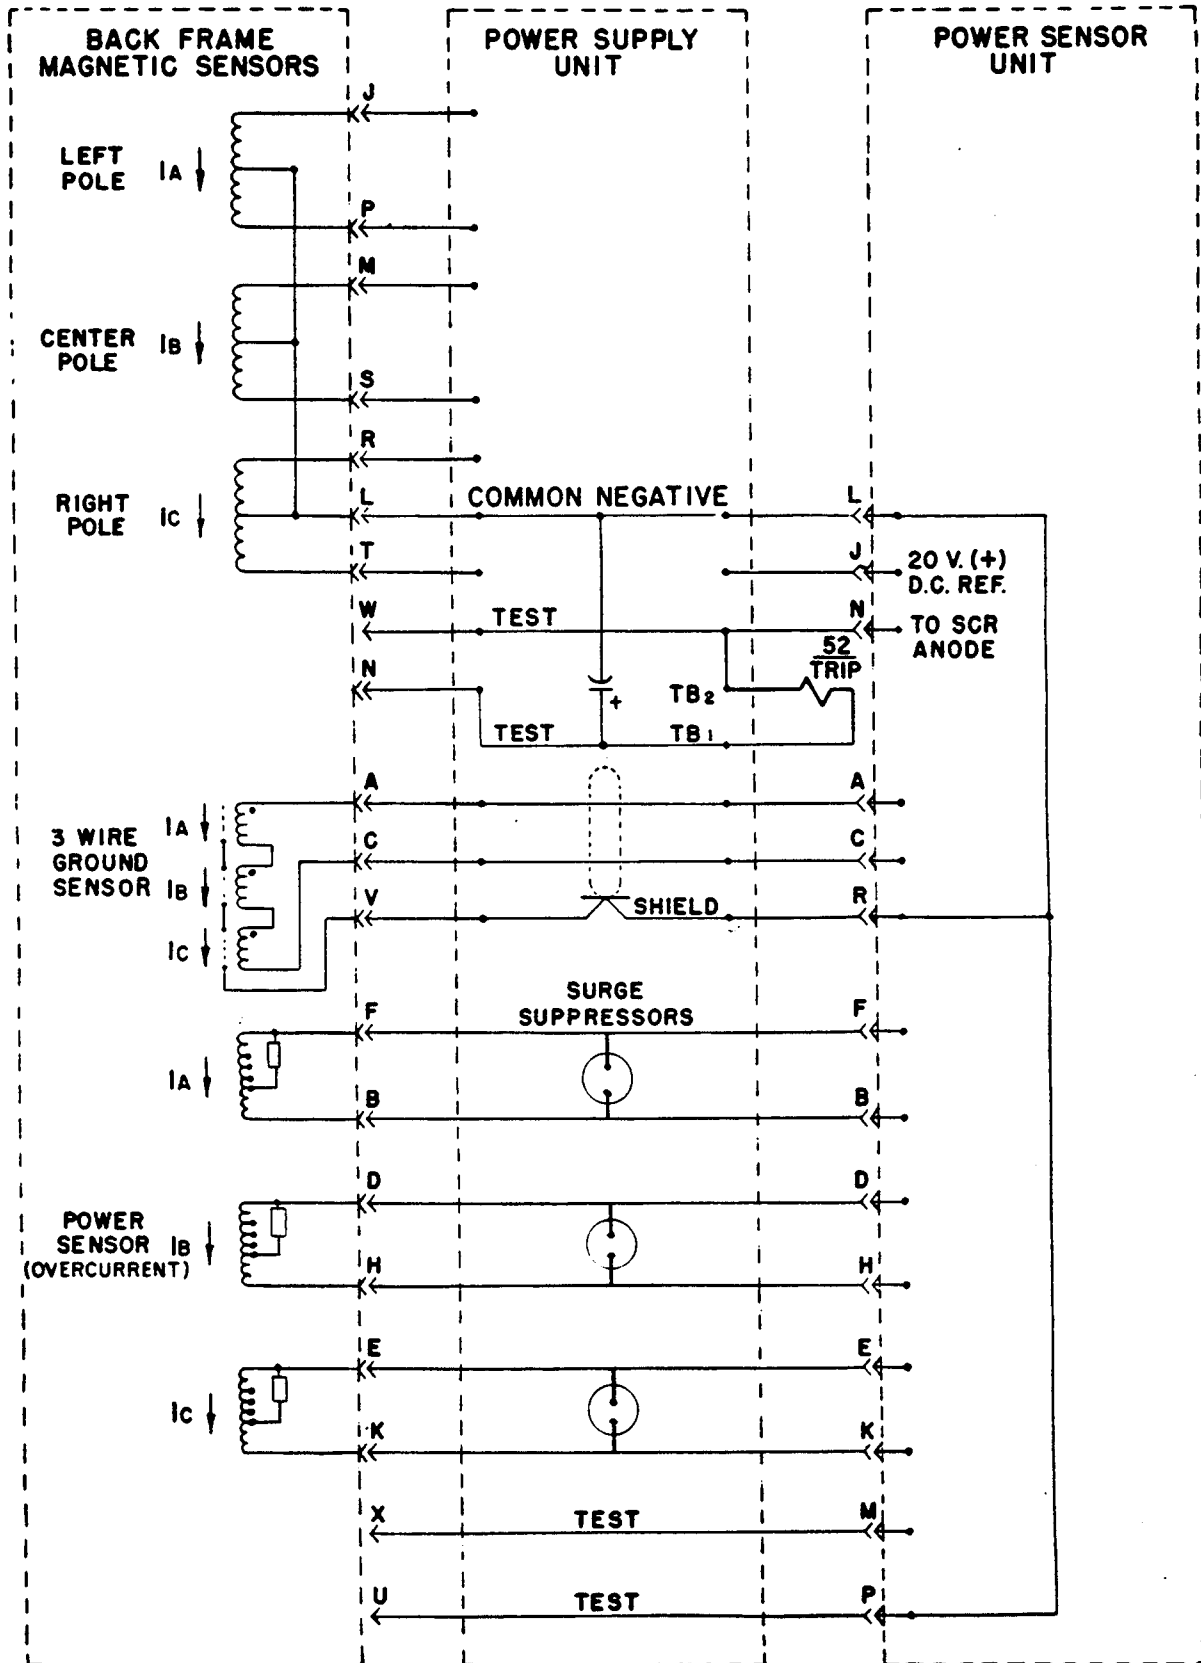 BACK FRAME
MAGNETIC SENSORS
POWER SUPPLY
UNIT
POWER SENSOR
UNIT
J
LEFT
POLE
IA
P
M
CENTER
POLE
IB
S
R
RIGHT
POLE
IC
L
COMMON NEGATIVE
L
T
J
20 V. (+)
D.C. REF.
W
TEST
N
TO SCR
ANODE
52
TRIP
N
+
TB2
TEST
TB1
A
A
3 WIRE
GROUND
SENSOR
IA
C
C
IB
V
SHIELD
R
IC
SURGE
SUPPRESSORS
F
F
IA
B
B
D
D
POWER
SENSOR
(OVERCURRENT)
IB
H
H
E
E
IC
K
K
X
TEST
M
U
TEST
P